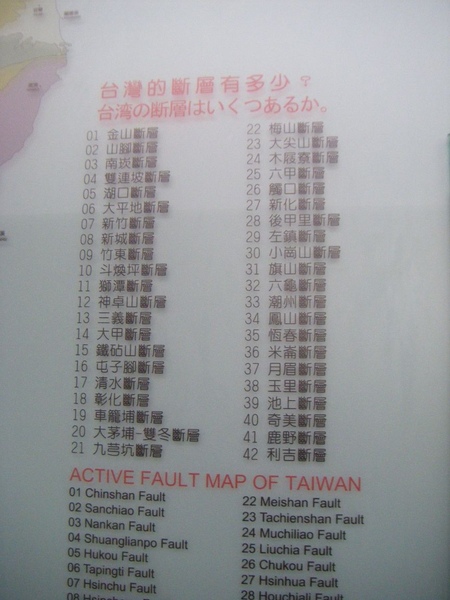 台灣的斷層有多少？
台湾の断層はいくつあるか。
01 金山斷層
02 山腳斷層
03 南崁斷層
04 雙連坡斷層
05 湖口斷層
06 大平地斷層
07 新竹斷層
08 新城斷層
09 竹東斷層
10 斗煥坪斷層
11 獅潭斷層
12 神卓山斷層
13 三義斷層
14 大甲斷層
15 鐵砧山斷層
16 屯子腳斷層
17 清水斷層
18 彰化斷層
19 車籠埔斷層
20 大茅埔-雙冬斷層
21 九芎坑斷層
22 梅山斷層
23 大尖山斷層
24 木屐寮斷層
25 六甲斷層
26 觸口斷層
27 新化斷層
28 後甲里斷層
29 左鎮斷層
30 小崗山斷層
31 旗山斷層
32 六龜斷層
33 潮州斷層
34 鳳山斷層
35 恆春斷層
36 米崙斷層
37 月眉斷層
38 玉里斷層
39 池上斷層
40 奇美斷層
41 鹿野斷層
42 利吉斷層
ACTIVE FAULT MAP OF TAIWAN
01 Chinshan Fault
02 Sanchiao Fault
03 Nankan Fault
04 Shuanglianpo Fault
05 Hukou Fault
06 Tapingti Fault
07 Hsinchu Fault
22 Meishan Fault
23 Tachienshan Fault
24 Muchiliao Fault
25 Liuchia Fault
26 Chukou Fault
27 Hsinhua Fault
28 Houchiali Fault